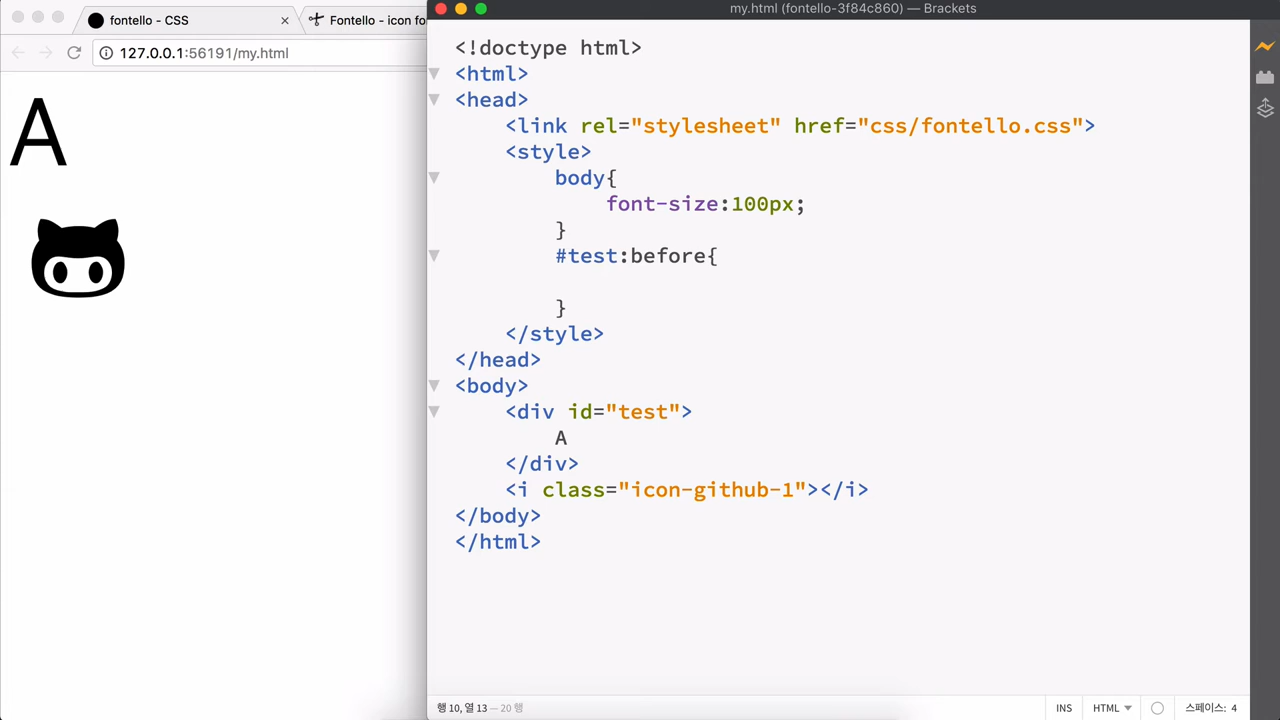 fontello - CSS
Fontello - icon fo
my.html (fontello-3f84c860) — Brackets
127.0.0.1:56191/my.html
A
<!doctype html>
<html>
<head>
<link rel="stylesheet" href="css/fontello.css">
<style>
body{
font-size:100px;
}
#test:before{
}
</style>
</head>
<body>
<div id="test">
A
</div>
<i class="icon-github-1"></i>
</body>
</html>
행 10, 열 13 — 20 행
INS
HTML
스페이스: 4